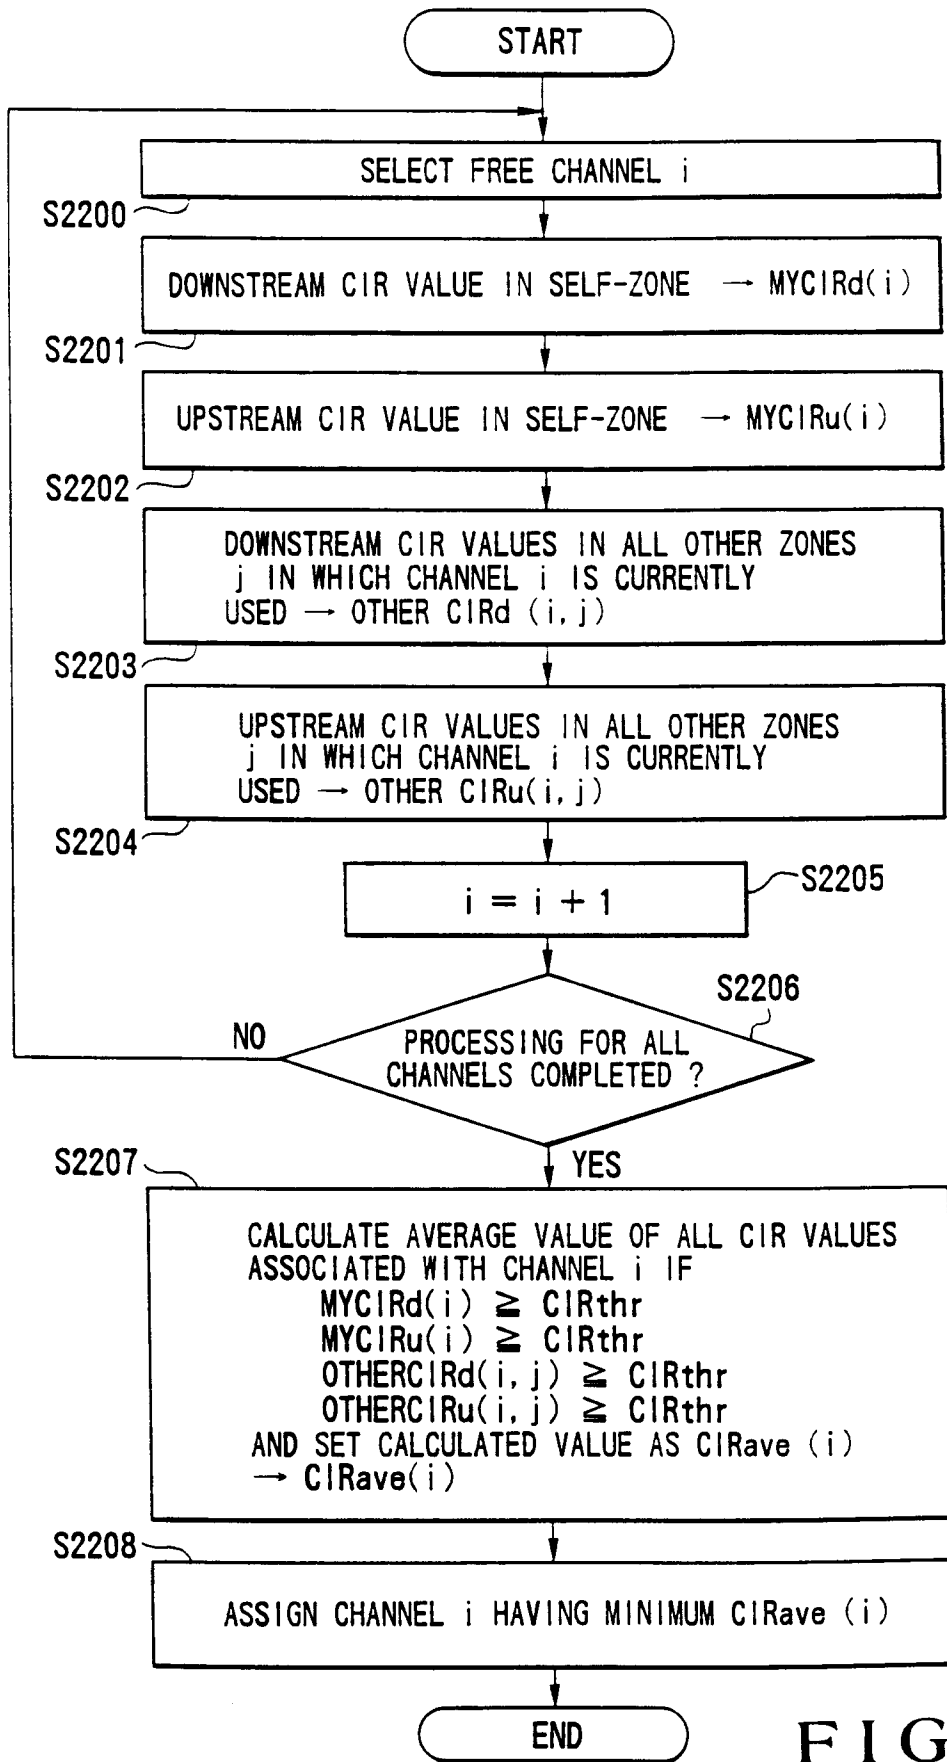 START
SELECT FREE CHANNEL i
S2200
DOWNSTREAM CIR VALUE IN SELF-ZONE → MYCIRd(i)
S2201
UPSTREAM CIR VALUE IN SELF-ZONE → MYCIRu(i)
S2202
DOWNSTREAM CIR VALUES IN ALL OTHER ZONES
j IN WHICH CHANNEL i IS CURRENTLY
USED → OTHER CIRd (i,j)
S2203
UPSTREAM CIR VALUES IN ALL OTHER ZONES
j IN WHICH CHANNEL i IS CURRENTLY
USED → OTHER CIRu(i,j)
S2204
i = i + 1
S2205
S2206
NO
PROCESSING FOR ALL
CHANNELS COMPLETED ?
YES
S2207
CALCULATE AVERAGE VALUE OF ALL CIR VALUES
ASSOCIATED WITH CHANNEL i IF
MYCIRd(i) ≧ CIRthr
MYCIRu(i) ≧ CIRthr
OTHERCIRd(i,j) ≧ CIRthr
OTHERCIRu(i,j) ≧ CIRthr
AND SET CALCULATED VALUE AS CIRave (i)
→ CIRave(i)
S2208
ASSIGN CHANNEL i HAVING MINIMUM CIRave (i)
END
FIG